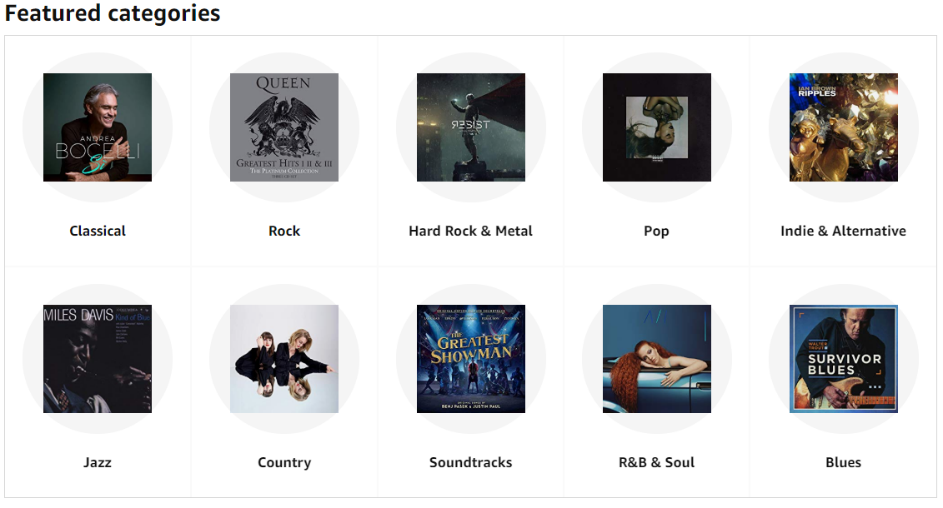 Featured categories
ANDREA
BOCELLI
Sì
QUEEN
GREATEST HITS I II & III
THE PLATINUM COLLECTION
RESIST
IAN BROWN
RIPPLES
Classical
Rock
Hard Rock & Metal
Pop
Indie & Alternative
MILES DAVIS Kind of Blue
THE
GREATEST
SHOWMAN
BENJ PASEK & JUSTIN PAUL
WALTER
TROUT
SURVIVOR
BLUES
Jazz
Country
Soundtracks
R&B & Soul
Blues